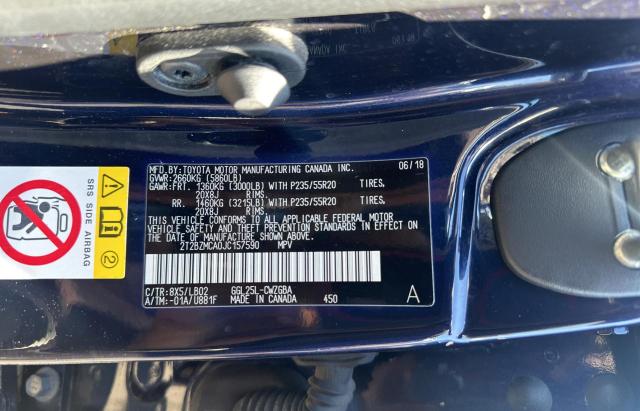 MFD.BY:TOYOTA MOTOR MANUFACTURING CANADA INC. 06/18
GVWR:2660KG (5860LB)
GAWR:FRT. 1360KG (3000LB) WITH P235/55R20 TIRES,
20X8J RIMS.
RR. 1460KG (3215LB) WITH P235/55R20 TIRES,
20X8J RIMS.
THIS VEHICLE CONFORMS TO ALL APPLICABLE FEDERAL MOTOR
VEHICLE SAFETY AND THEFT PREVENTION STANDARDS IN EFFECT
ON THE DATE OF MANUFACTURE SHOWN ABOVE.
2T2BZMCA0JC157590 MPV
C/TR:8X5/LB02 GGL25L-CWZGBA
A/TM:-01A/U881F MADE IN CANADA 450 A
SRS SIDE AIRBAG
2